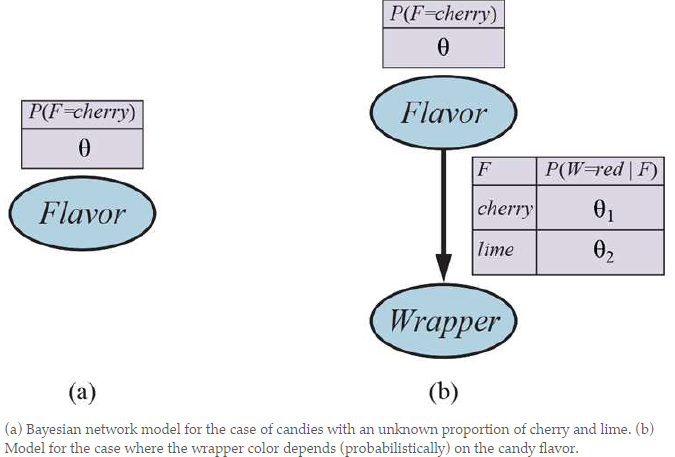 P(F=cherry)
θ
Flavor
(a)
P(F=cherry)
θ
Flavor
F P(W=red | F)
cherry θ1
lime θ2
Wrapper
(b)
(a) Bayesian network model for the case of candies with an unknown proportion of cherry and lime. (b)
Model for the case where the wrapper color depends (probabilistically) on the candy flavor.